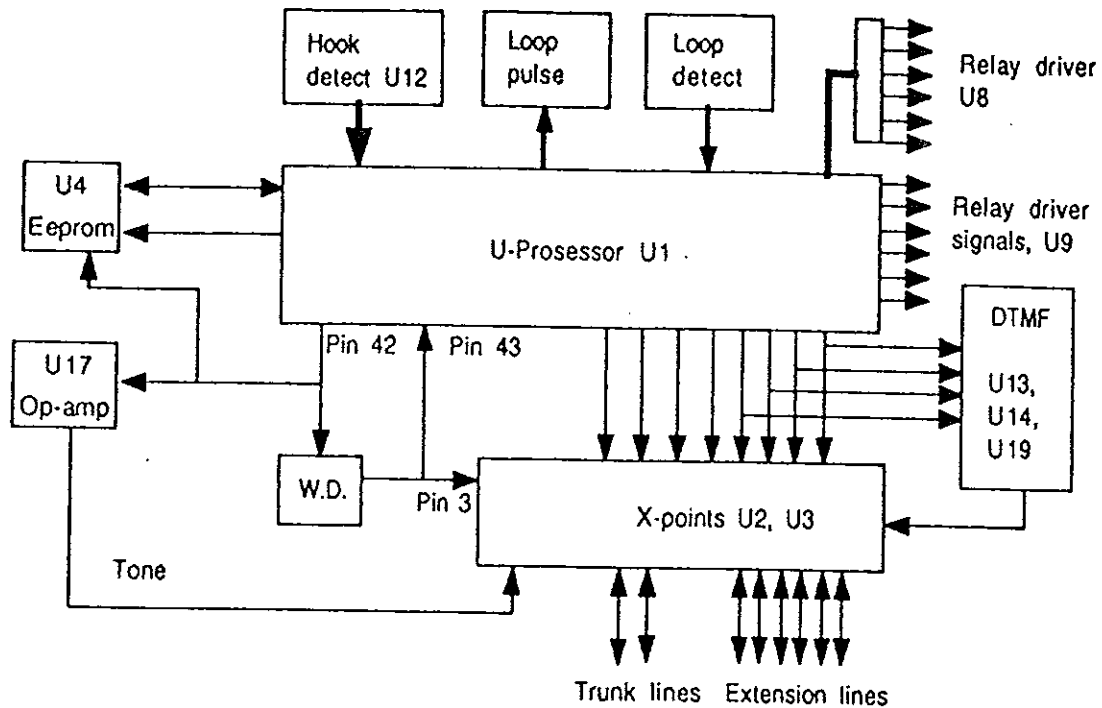 Hook
detect U12
Loop
pulse
Loop
detect
Relay driver
U8
U4
Eeprom
U-Prosessor U1
Relay driver
signals, U9
Pin 42
Pin 43
DTMF
U13,
U14,
U19
U17
Op-amp
W.D.
Pin 3
X-points U2, U3
Tone
Trunk lines
Extension lines